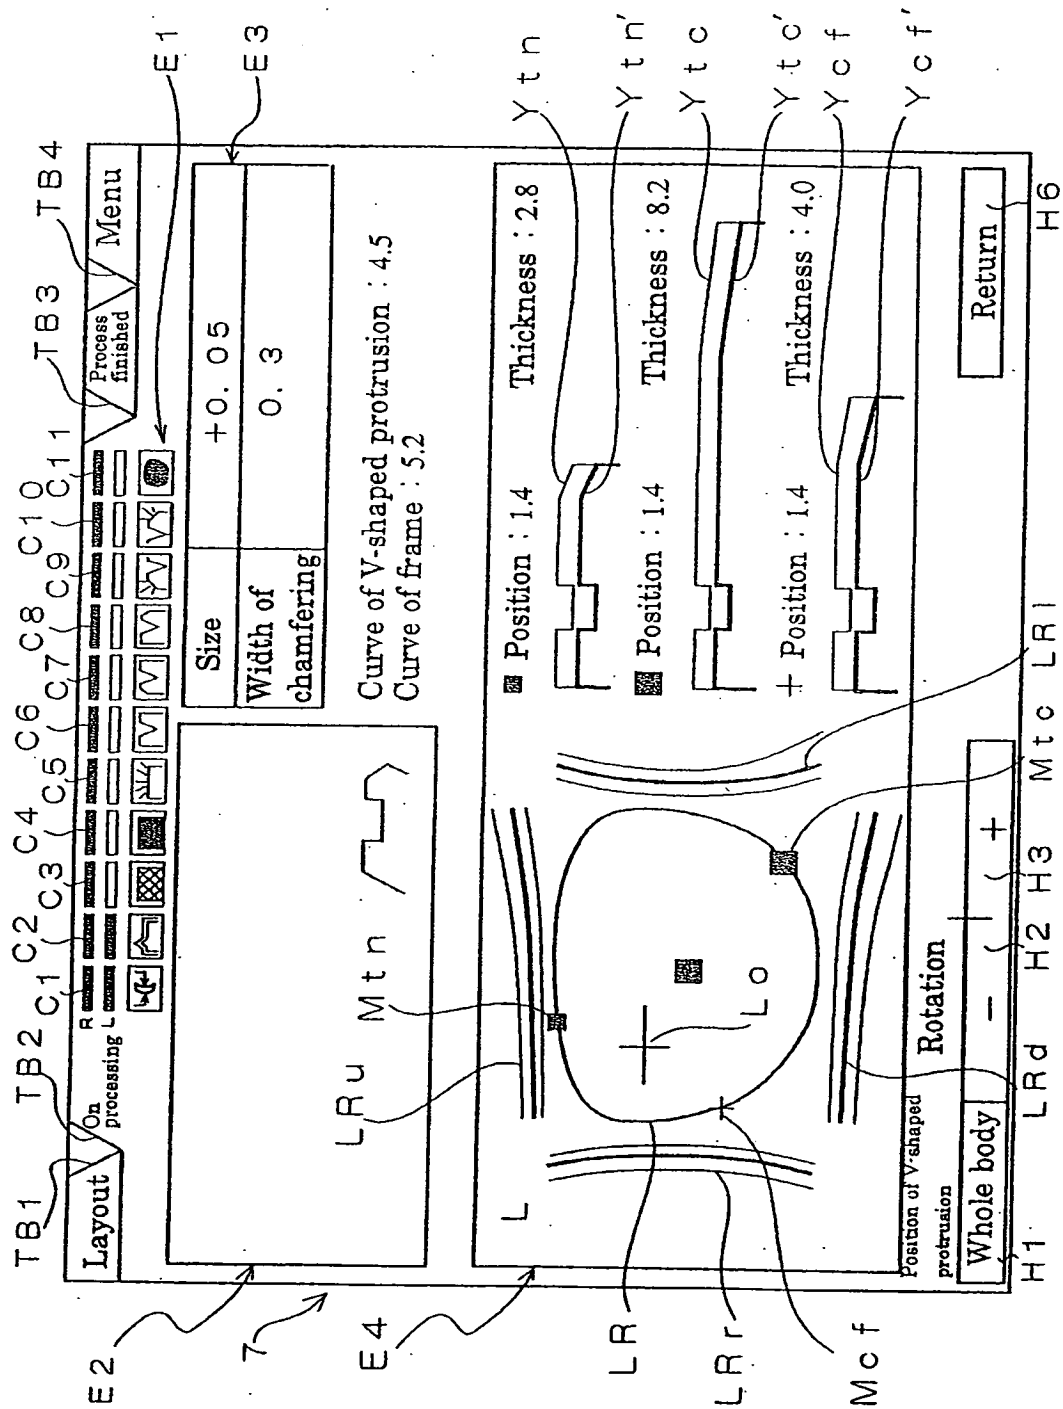 TB1 TB2 C1 C2 C3 C4 C5 C6 C7 C8 C9 C10 C11 TB3 TB4
Layout
On
processing
R
L
Process
finished
Menu
E1
E2
E3
Size +0.05
Width of
chamfering
0.3
7
Curve of V-shaped protrusion : 4.5
Curve of frame : 5.2
E4
L
LRu
Mtn
Lo
Position : 1.4 Thickness : 2.8
Position : 1.4 Thickness : 8.2
+ Position : 1.4 Thickness : 4.0
Ytn
Ytn'
Ytc
Ytc'
Ycf
Ycf'
LR
LRr
Mcf
Position of V-shaped
protrusion
Rotation
Whole body
− +
Return
H1 LRd H2 H3 Mtc LRl H6